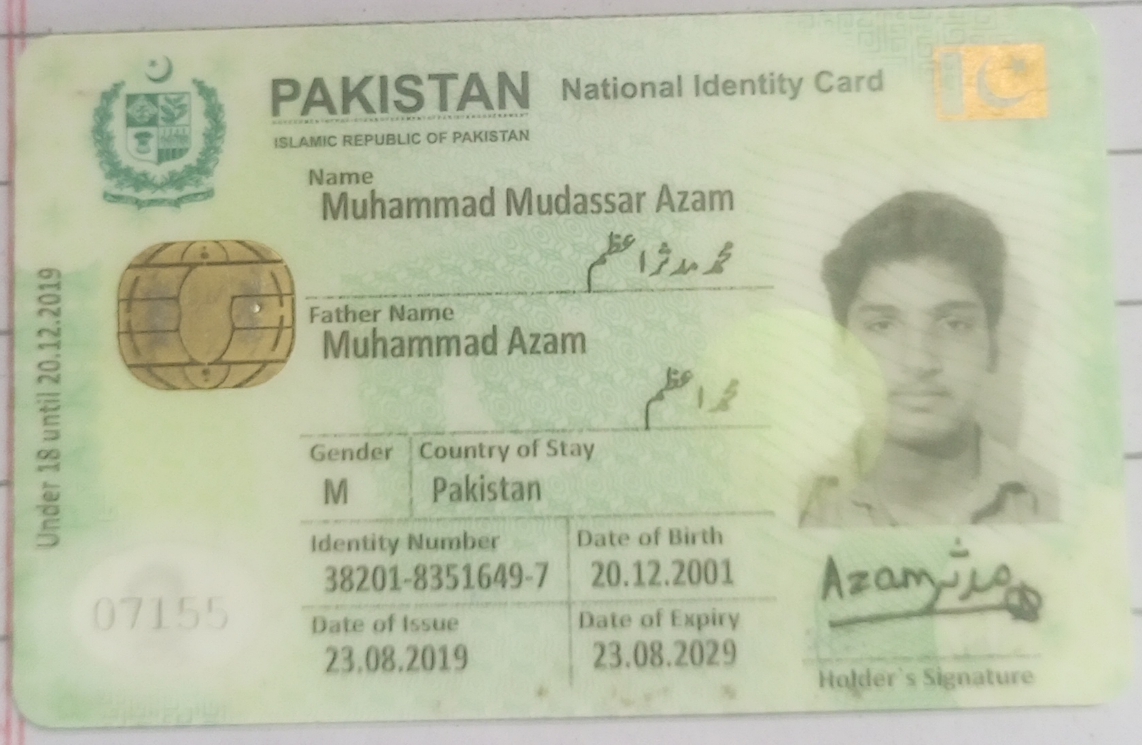 PAKISTAN National Identity Card
ISLAMIC REPUBLIC OF PAKISTAN
Name
Muhammad Mudassar Azam
محمد مدثر اعظم
Father Name
Muhammad Azam
محمد اعظم
Gender Country of Stay
M Pakistan
Identity Number Date of Birth
38201-8351649-7 20.12.2001
Date of Issue Date of Expiry
23.08.2019 23.08.2029
Under 18 until 20.12.2019
07155
Azam مدثر
Holder's Signature